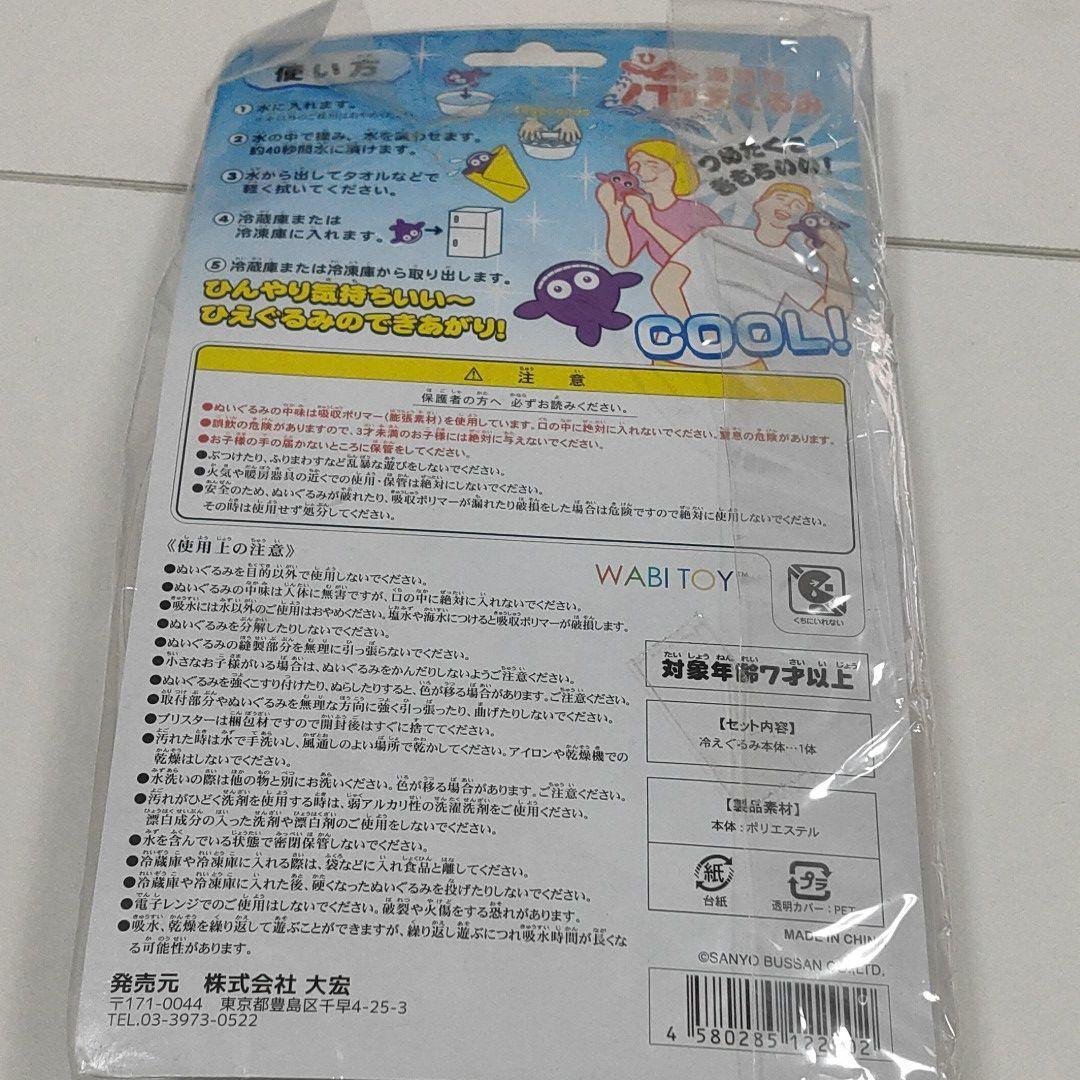 使い方
①水に入れます。
②水の中で揉み、水を吸わせます。
約40秒間水に漬けます。
③水から出してタオルなどで
軽く拭いてください。
④冷蔵庫または
冷凍庫に入れます。
⑤冷蔵庫または冷凍庫から取り出します。
ひんやり気持ちいい〜
ひえぐるみのできあがり!
つめたくて
きもちいい!
COOL!
注意
保護者の方へ 必ずお読みください。
●ぬいぐるみの中味は吸収ポリマー(膨張素材)を使用しています。口の中に絶対に入れないでください。窒息の危険があります。
●誤飲の危険がありますので、3才未満のお子様には絶対に与えないでください。
●お子様の手の届かないところに保管をしてください。
●ぶつけたり、ふりまわすなど乱暴な遊びをしないでください。
●火気や暖房器具の近くでの使用・保管は絶対にしないでください。
●安全のため、ぬいぐるみが破れたり、吸収ポリマーが漏れたり破損をした場合は危険ですので絶対に使用しないでください。
その時は使用せず処分してください。
《使用上の注意》
●ぬいぐるみを目的以外で使用しないでください。
●ぬいぐるみの中味は人体に無害ですが、口の中に絶対に入れないでください。
●吸水には水以外のご使用はおやめください。塩水や海水につけると吸収ポリマーが破損します。
●ぬいぐるみを分解したりしないでください。
●ぬいぐるみの縫製部分を無理に引っ張らないでください。
●小さなお子様がいる場合は、ぬいぐるみをかんだりしないようご注意ください。
●ぬいぐるみを強くこすり付けたり、ぬらしたりすると、色が移る場合があります。ご注意ください。
●取付部分やぬいぐるみを無理な方向に強く引っ張ったり、曲げたりしないでください。
●ブリスターは梱包材ですので開封後はすぐに捨ててください。
●汚れた時は水で手洗いし、風通しのよい場所で乾かしてください。アイロンや乾燥機での
乾燥はしないでください。
●水洗いの際は他の物と別にお洗いください。色が移る場合があります。ご注意ください。
●汚れがひどく洗剤を使用する時は、弱アルカリ性の洗濯洗剤をご使用ください。
漂白成分の入った洗剤や漂白剤のご使用をしないでください。
●水を含んでいる状態で密閉保管しないでください。
●冷蔵庫や冷凍庫に入れる際は、袋などに入れ食品と離してください。
●冷蔵庫や冷凍庫に入れた後、硬くなったぬいぐるみを投げたりしないでください。
●電子レンジでのご使用はしないでください。破裂や火傷をする恐れがあります。
●吸水、乾燥を繰り返して遊ぶことができますが、繰り返し遊ぶにつれ吸水時間が長くな
る可能性があります。
発売元 株式会社 大宏
〒171-0044 東京都豊島区千早4-25-3
TEL.03-3973-0522
WABI TOY™
くちにいれない
対象年齢7才以上
【セット内容】
冷えぐるみ本体…1体
【製品素材】
本体:ポリエステル
紙
台紙
プラ
透明カバー:PET
MADE IN CHINA
©SANYO BUSSAN CO.,LTD.
4 580285 122